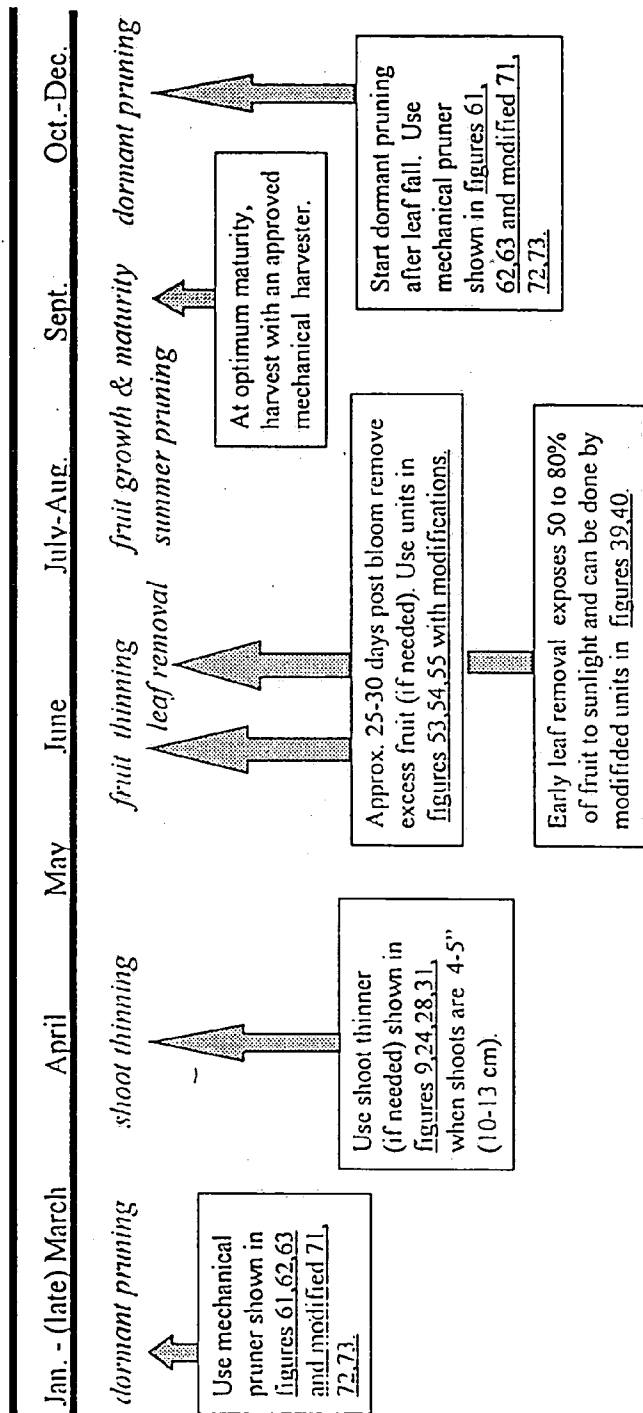 Jan. - (late) March April May June July-Aug. Sept. Oct.-Dec.
dormant pruning shoot thinning fruit thinning fruit growth & maturity dormant pruning
leaf removal summer pruning
Use mechanical
pruner shown in
figures 61,62,63
and modified 71,
72,73.
Use shoot thinner
(if needed) shown in
figures 9,24,28,31,
when shoots are 4-5"
(10-13 cm).
Approx. 25-30 days post bloom remove
excess fruit (if needed). Use units in
figures 53,54,55 with modifications.
Early leaf removal exposes 50 to 80%
of fruit to sunlight and can be done by
modifided units in figures 39,40.
At optimum maturity,
harvest with an approved
mechanical harvester.
Start dormant pruning
after leaf fall. Use
mechanical pruner
shown in figures 61,
62,63 and modified 71,
72,73.